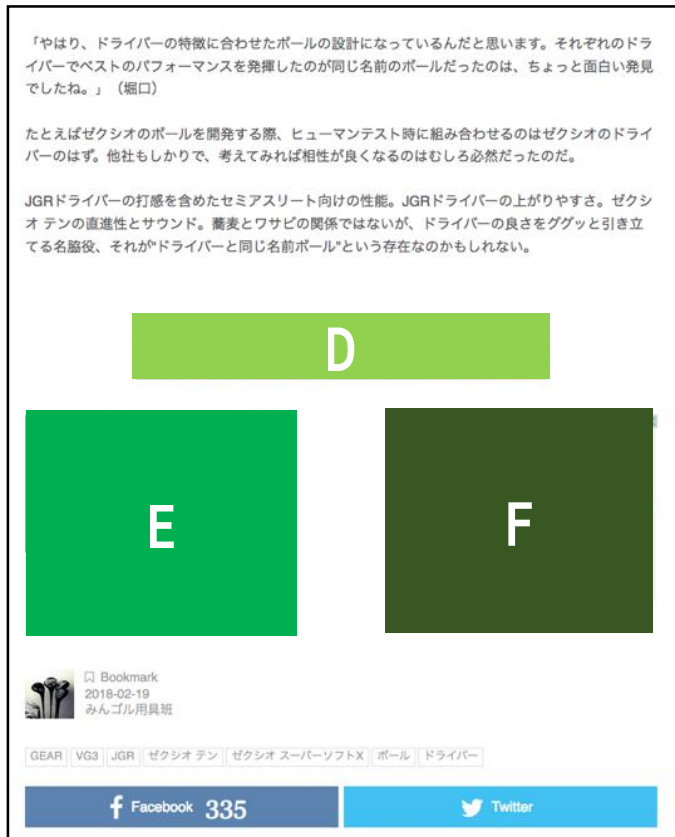 「やはり、ドライバーの特徴に合わせたボールの設計になっているんだと思います。それぞれのドラ
イバーでベストのパフォーマンスを発揮したのが同じ名前のボールだったのは、ちょっと面白い発見
でしたね。」（堀口）
たとえばゼクシオのボールを開発する際、ヒューマンテスト時に組み合わせるのはゼクシオのドライ
バーのはず。他社もしかりで、考えてみれば相性が良くなるのはむしろ必然だったのだ。
JGRドライバーの打感を含めたセミアスリート向けの性能。JGRドライバーの上がりやすさ。ゼクシ
オ テンの直進性とサウンド。蕎麦とワサビの関係ではないが、ドライバーの良さをググッと引き立
てる名脇役、それが“ドライバーと同じ名前ボール”という存在なのかもしれない。
D
E
F
Bookmark
2018-02-19
みんゴル用具班
GEAR VG3 JGR ゼクシオ テン ゼクシオ スーパーソフトX ボール ドライバー
Facebook 335 Twitter